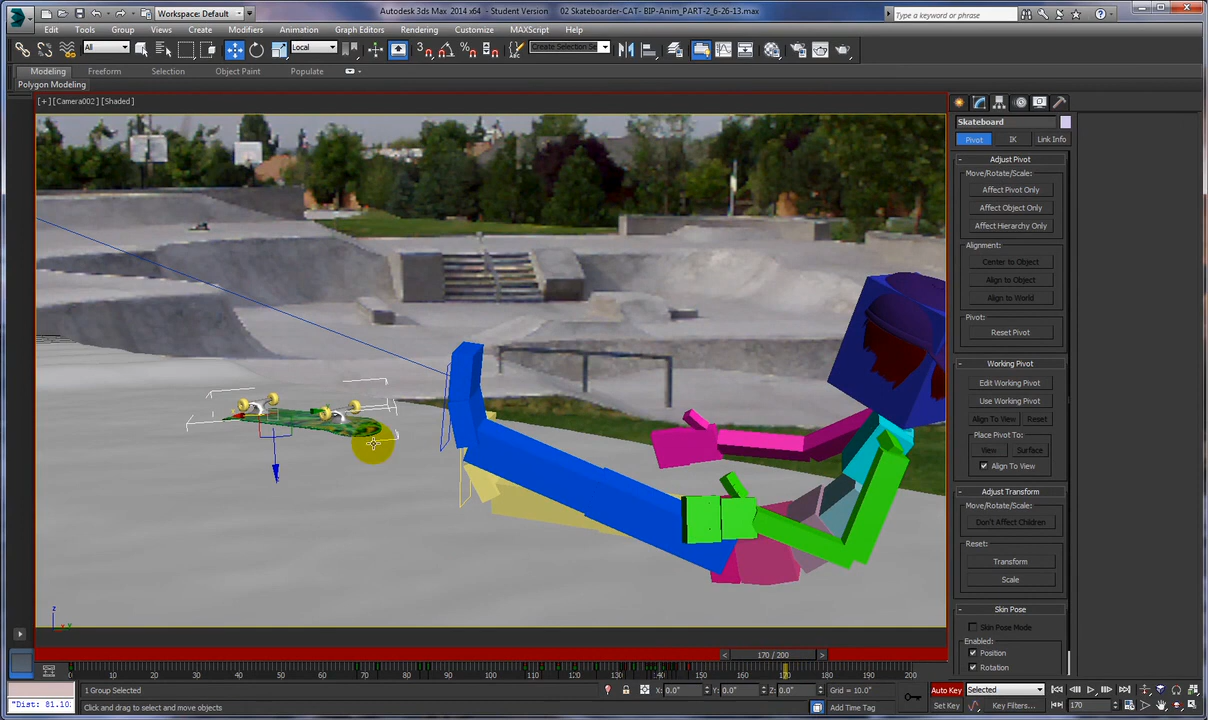 Workspace: Default
Autodesk 3ds Max 2014 x64 - Student Version 02 Skateboarder-CAT- BIP-Anim_PART-2_6-26-13.max
Type a keyword or phrase
Edit Tools Group Views Create Modifiers Animation Graph Editors Rendering Customize MAXScript Help
All Local Create Selection Se
Modeling Freeform Selection Object Paint Populate
Polygon Modeling
[+] [Camera002] [Shaded]
Skateboard
Pivot IK Link Info
- Adjust Pivot
Move/Rotate/Scale:
Affect Pivot Only
Affect Object Only
Affect Hierarchy Only
Alignment:
Center to Object
Align to Object
Align to World
Pivot:
Reset Pivot
- Working Pivot
Edit Working Pivot
Use Working Pivot
Align To View Reset
Place Pivot To:
View Surface
Align To View
- Adjust Transform
Move/Rotate/Scale:
Don't Affect Children
Reset:
Transform
Scale
- Skin Pose
Skin Pose Mode
Enabled:
Position
Rotation
z
< 170 / 200 >
0 10 20 30 40 50 60 70 80 90 100 110 120 130 140 150 160 170 180 190 200
1 Group Selected X: 0.0" Y: 0.0" Z: 0.0" Grid = 10.0" Auto Key Selected
"Dist: 81.10 Click and drag to select and move objects Add Time Tag Set Key Key Filters... 170